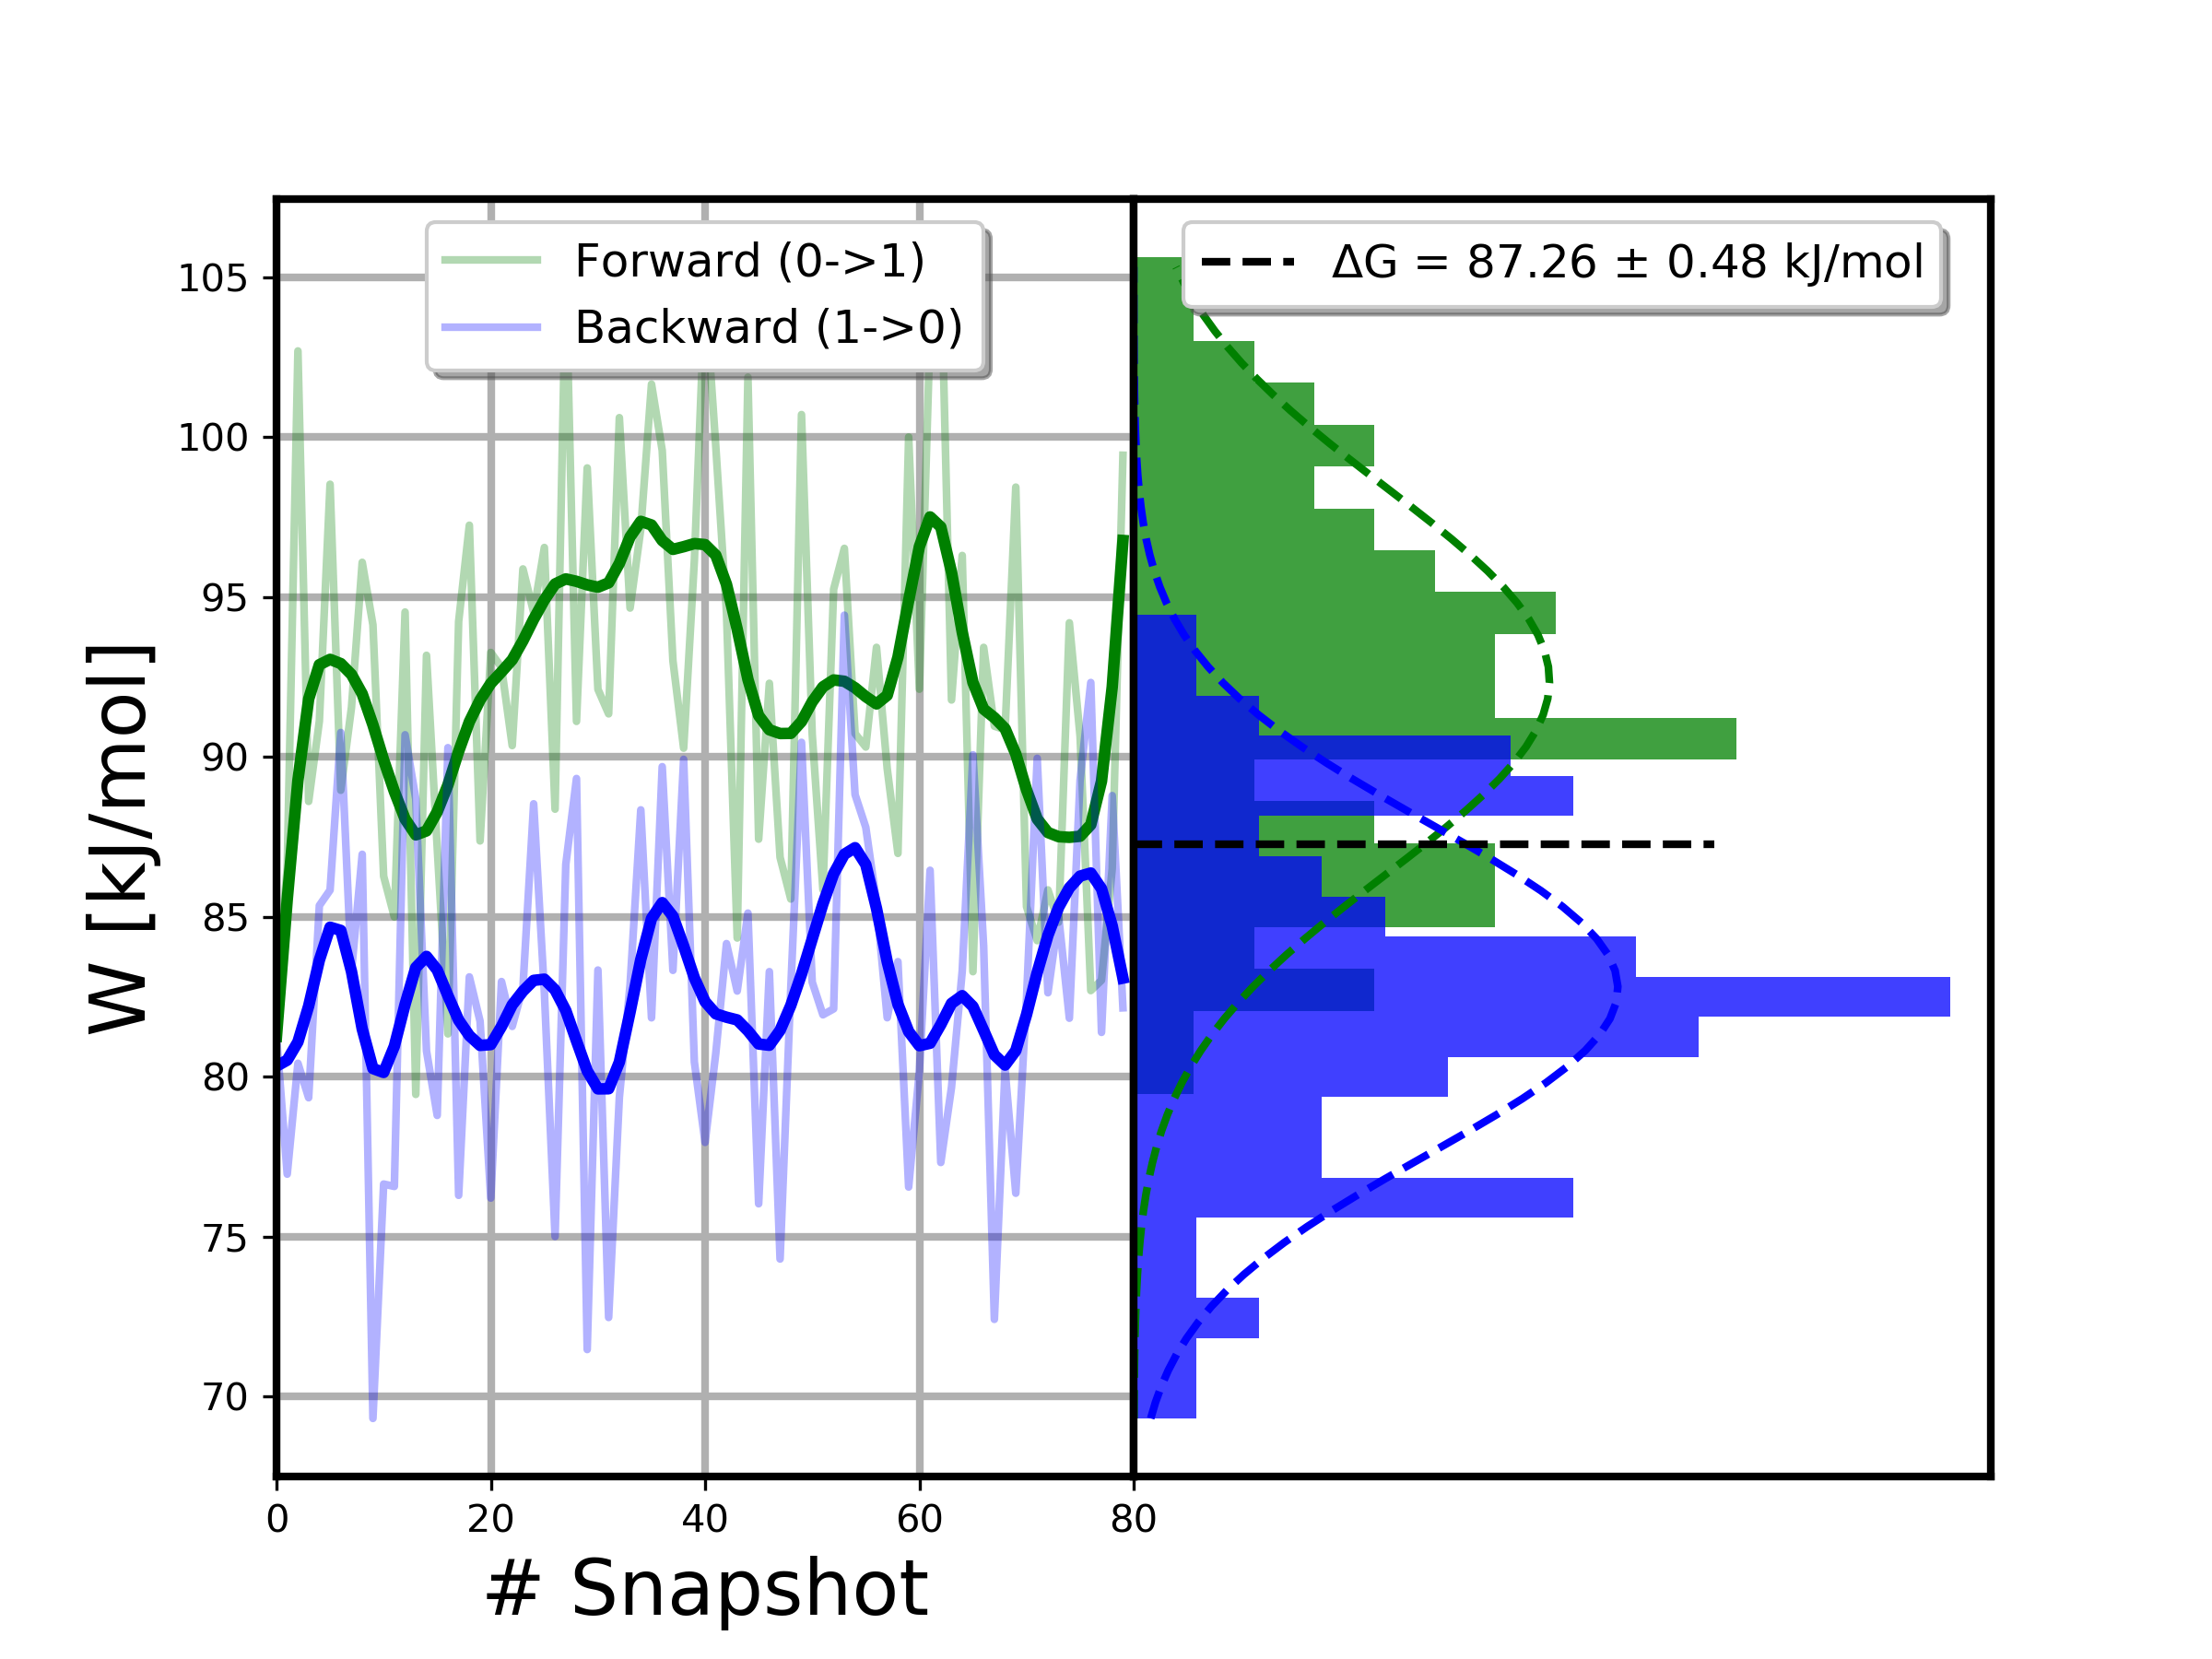 Forward (0->1)
Backward (1->0)
ΔG = 87.26 ± 0.48 kJ/mol
105
100
95
90
85
80
75
70
W [kJ/mol]
0
20
40
60
80
# Snapshot